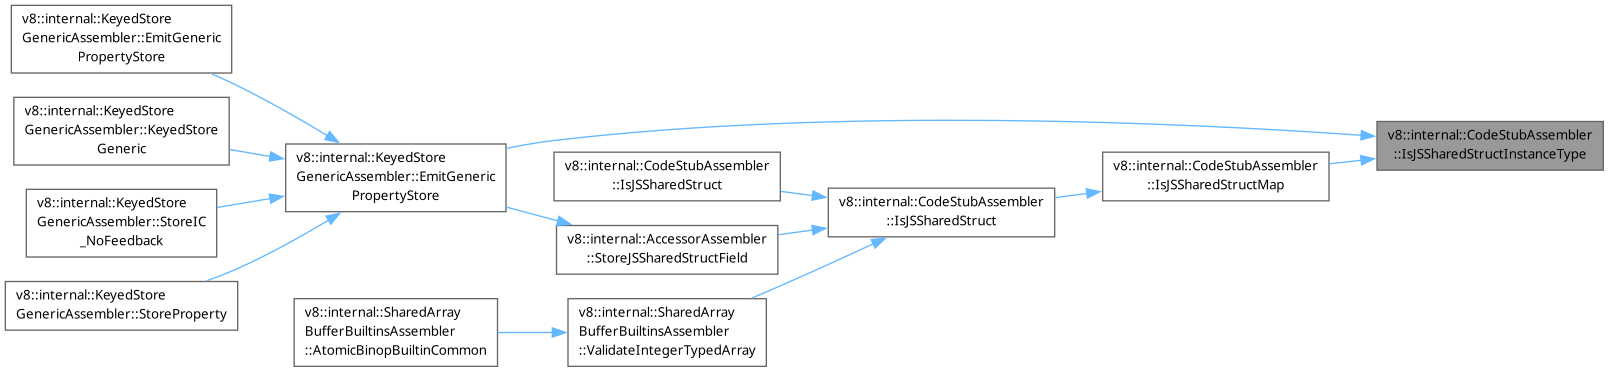 v8::internal::KeyedStore
GenericAssembler::EmitGeneric
PropertyStore
v8::internal::KeyedStore
GenericAssembler::KeyedStore
Generic
v8::internal::KeyedStore
GenericAssembler::StoreIC
_NoFeedback
v8::internal::KeyedStore
GenericAssembler::StoreProperty
v8::internal::KeyedStore
GenericAssembler::EmitGeneric
PropertyStore
v8::internal::SharedArray
BufferBuiltinsAssembler
::AtomicBinopBuiltinCommon
v8::internal::CodeStubAssembler
::IsJSSharedStruct
v8::internal::AccessorAssembler
::StoreJSSharedStructField
v8::internal::SharedArray
BufferBuiltinsAssembler
::ValidateIntegerTypedArray
v8::internal::CodeStubAssembler
::IsJSSharedStruct
v8::internal::CodeStubAssembler
::IsJSSharedStructMap
v8::internal::CodeStubAssembler
::IsJSSharedStructInstanceType